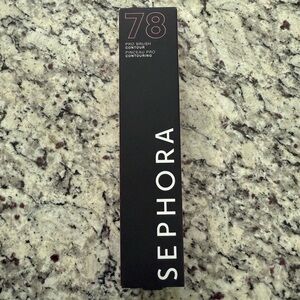 78
PRO BRUSH
CONTOUR
PINCEAU PRO
CONTOURING
SEPHORA